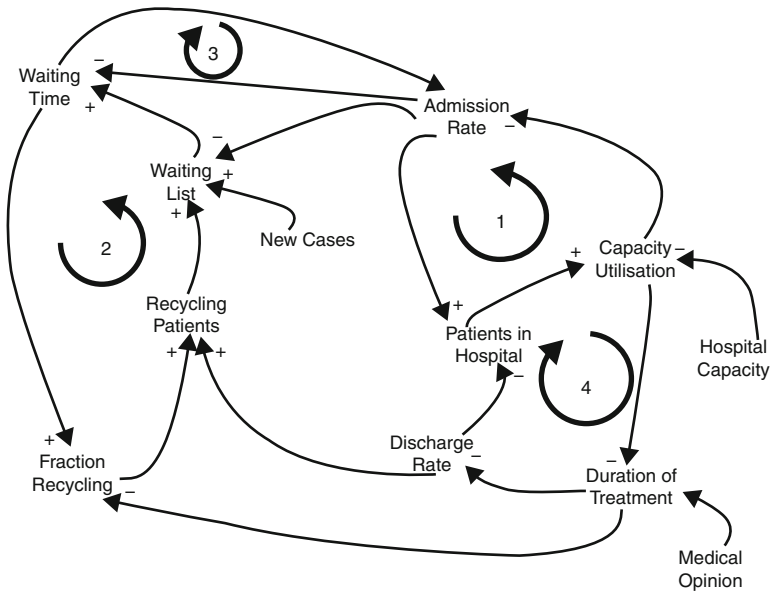 3
–
Waiting
Time
+
Admission
Rate
–
–
Waiting
List
+
+
New Cases
2
1
+
Capacity
Utilisation
–
Recycling
Patients
+
+
+
Patients in
Hospital
–
4
Hospital
Capacity
+
Fraction
Recycling
–
Discharge
Rate
–
–
Duration of
Treatment
Medical
Opinion